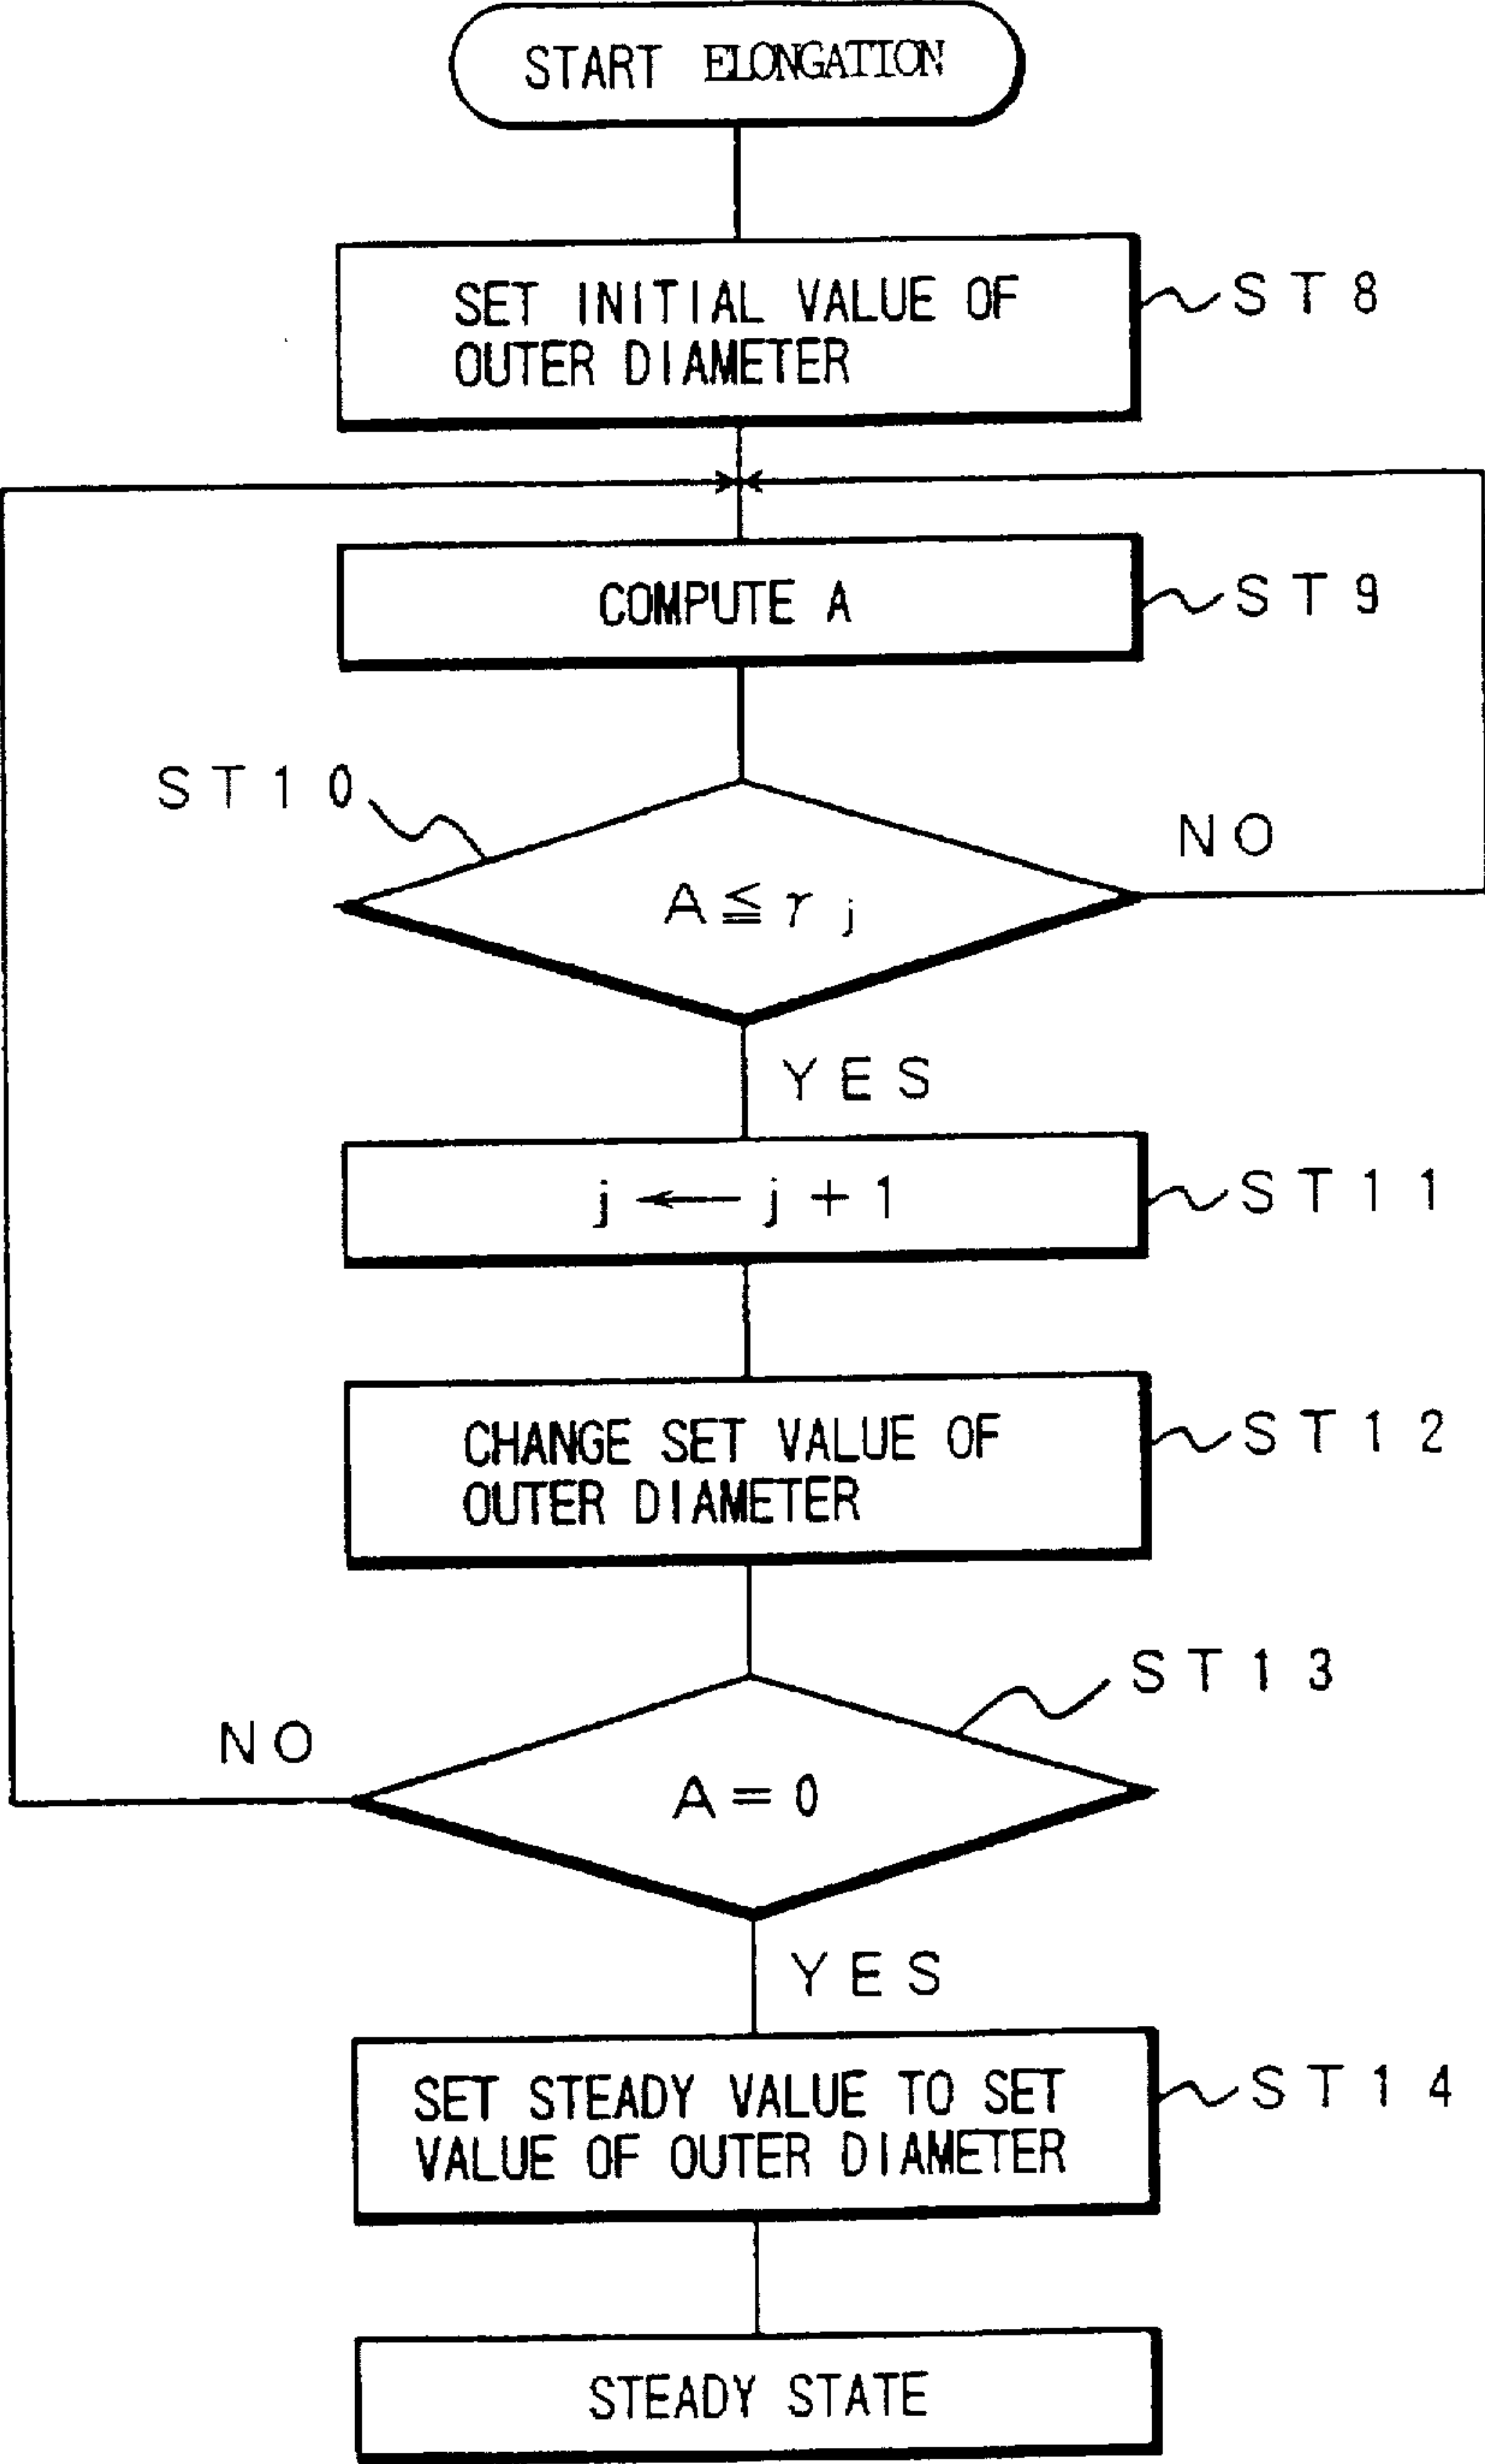 START ELONGATION
SET INITIAL VALUE OF
OUTER DIAMETER
ST8
COMPUTE A
ST9
ST10
A≦γj
NO
YES
j ← j+1
ST11
CHANGE SET VALUE OF
OUTER DIAMETER
ST12
ST13
NO
A=0
YES
SET STEADY VALUE TO SET
VALUE OF OUTER DIAMETER
ST14
STEADY STATE